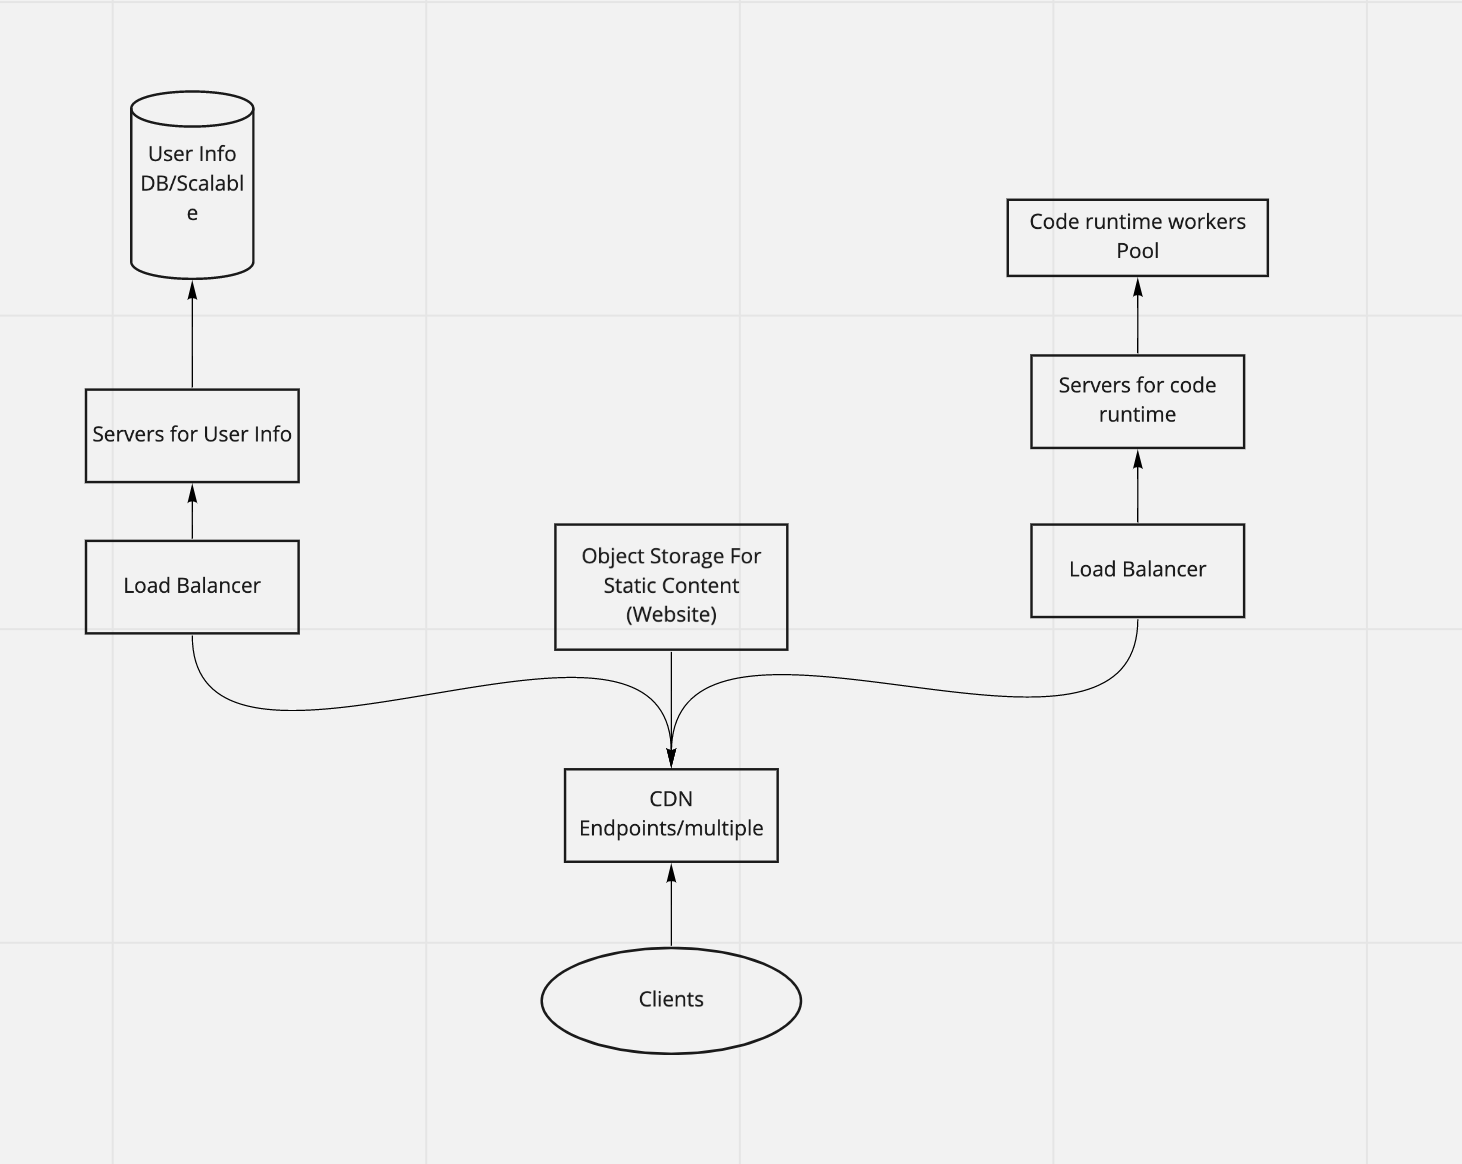 User Info
DB/Scalabl
e
Code runtime workers
Pool
Servers for User Info
Servers for code
runtime
Load Balancer
Object Storage For
Static Content
(Website)
Load Balancer
CDN
Endpoints/multiple
Clients